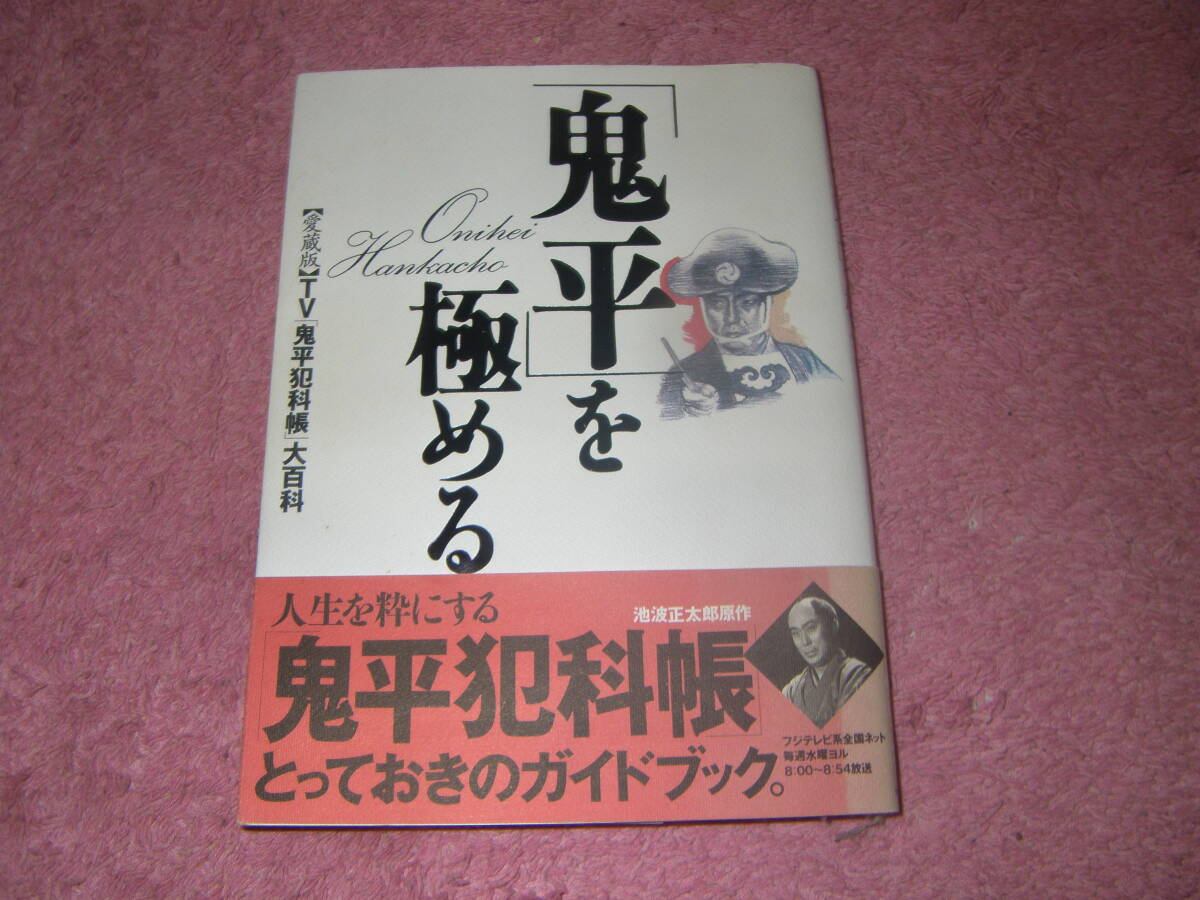 「鬼平」を
極める
Onihei
Hankacho
【愛蔵版】TV「鬼平犯科帳」大百科
人生を粋にする
池波正太郎原作
「鬼平犯科帳」
とっておきのガイドブック。
フジテレビ系全国ネット
毎週水曜ヨル
8:00〜8:54放送